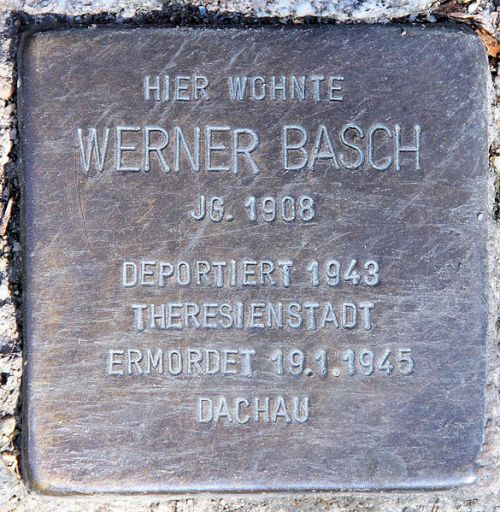 HIER WOHNTE
WERNER BASCH
JG. 1908
DEPORTIERT 1943
THERESIENSTADT
ERMORDET 19.1.1945
DACHAU